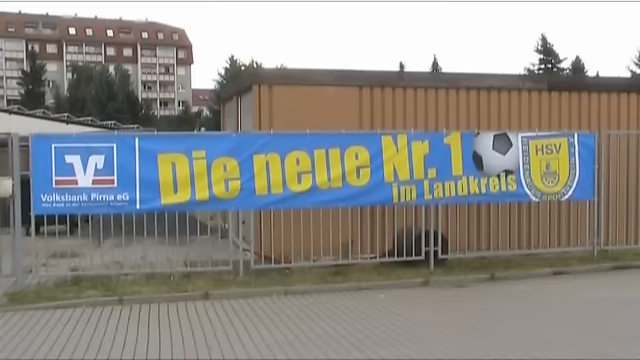 Volksbank Pirna eG
Die neue Nr. 1
im Landkreis
HSV